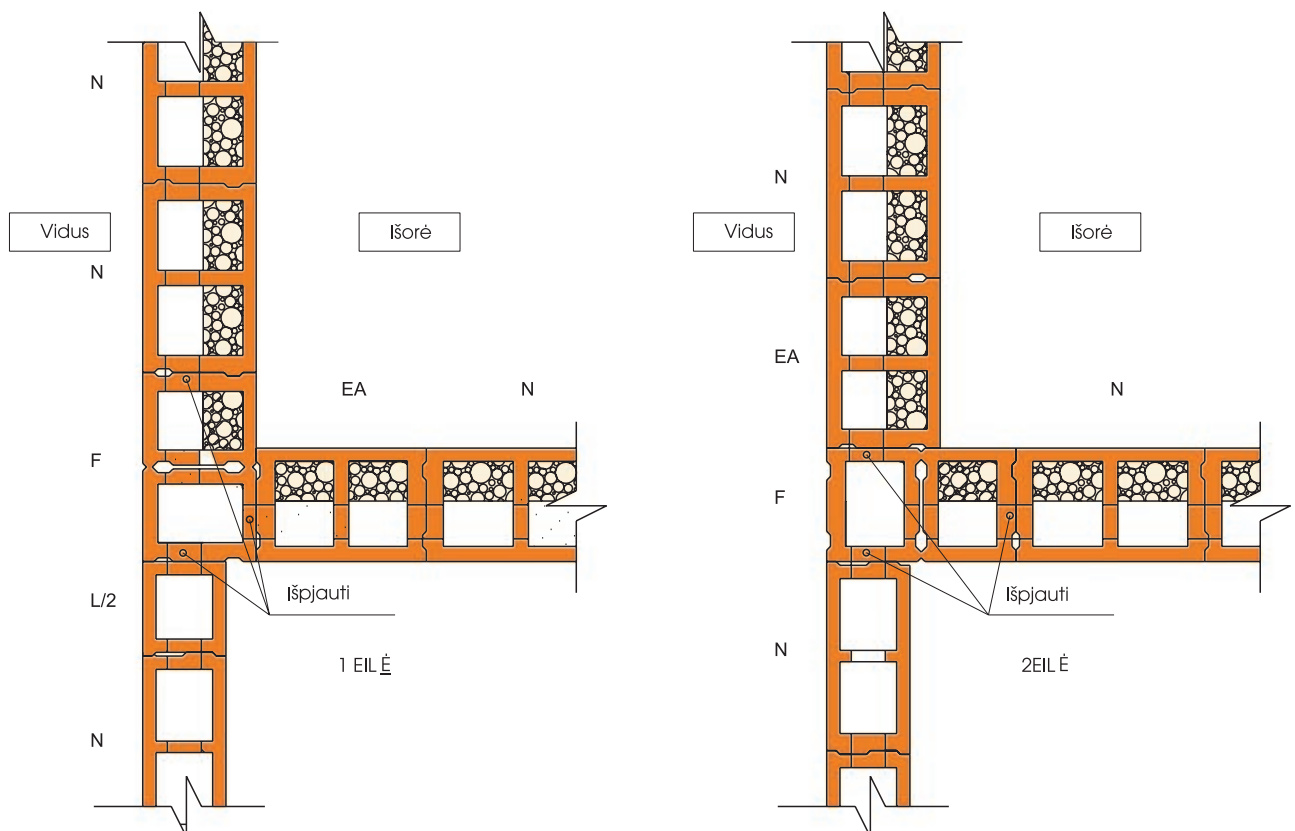 N
Vidus
Išorė
N
EA
N
F
L/2
Išpjauti
1 EILĖ
N
N
Vidus
Išorė
EA
N
F
Išpjauti
N
2EILĖ